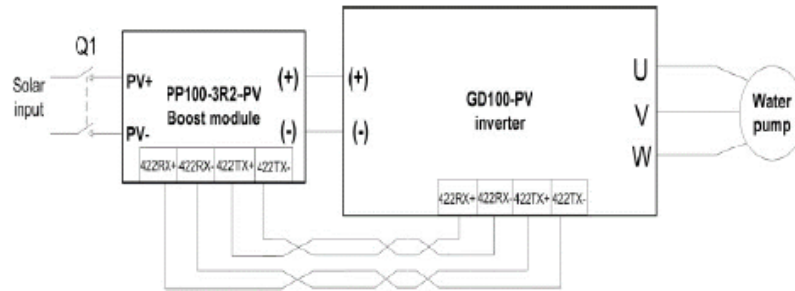 Q1
Solar
input
PV+
PV-
PP100-3R2-PV
Boost module
(+)
(-)
422RX+ 422RX- 422TX+ 422TX-
(+)
(-)
GD100-PV
inverter
U
V
W
422RX+ 422RX- 422TX+ 422TX-
Water
pump